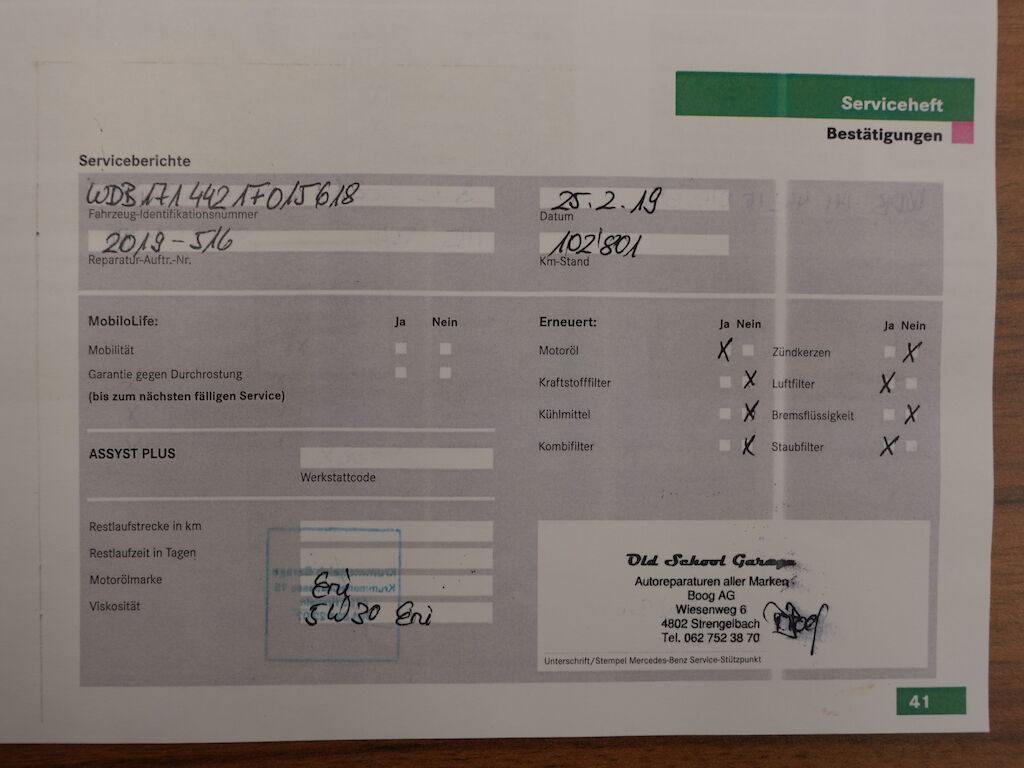 Serviceheft
Bestätigungen
Serviceberichte
WDB 171 442 1F015618
25.2.19
Fahrzeug-Identifikationsnummer
Datum
2019-516
102'801
Reparatur-Auftr.-Nr.
Km-Stand
MobiloLife: Ja Nein
Erneuert: Ja Nein Ja Nein
Mobilität
Motoröl X Zündkerzen X
Garantie gegen Durchrostung
Kraftstofffilter X Luftfilter X
(bis zum nächsten fälligen Service)
Kühlmittel X Bremsflüssigkeit X
Kombifilter X Staubfilter X
ASSYST PLUS
Werkstattcode
Restlaufstrecke in km
Restlaufzeit in Tagen
Motorölmarke Eni
Viskosität 5W30 Eni
Old School Garage
Autoreparaturen aller Marken
Boog AG
Wiesenweg 6
4802 Strengelbach
Tel. 062 752 38 70
Unterschrift/Stempel Mercedes-Benz Service-Stützpunkt
41